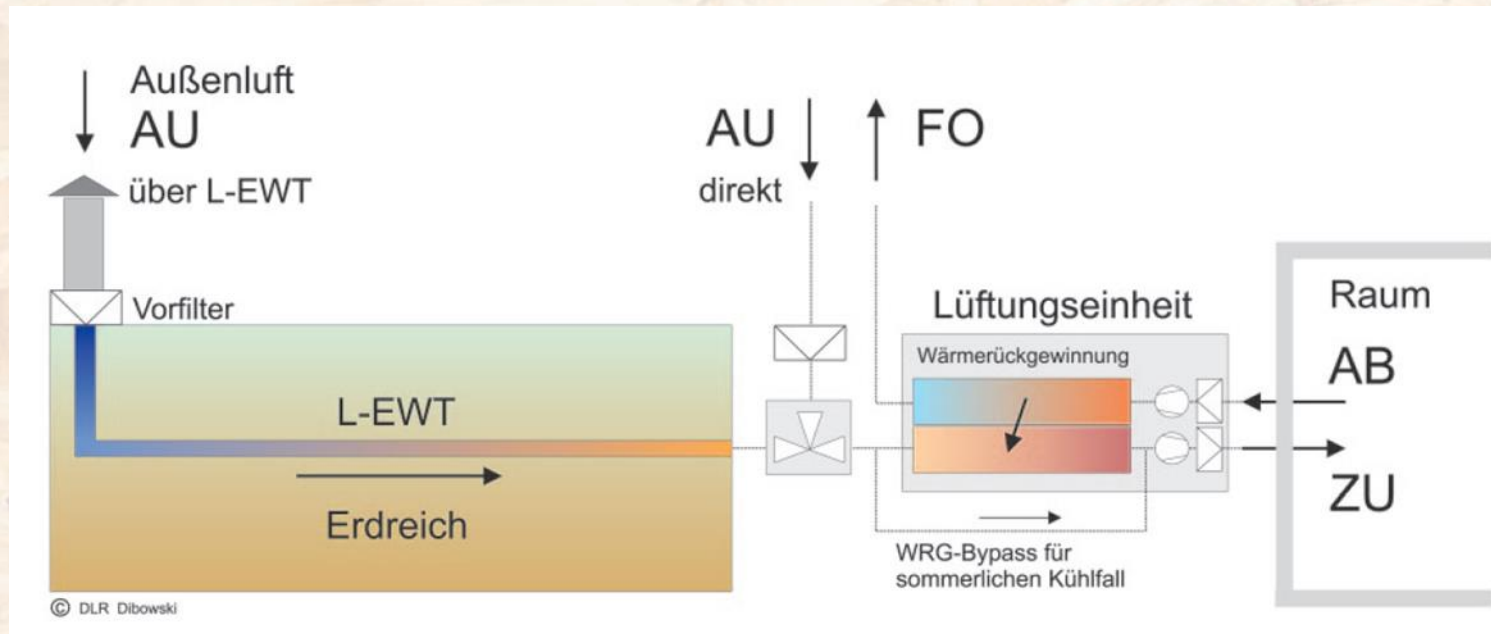 Außenluft
AU
über L-EWT
Vorfilter
L-EWT
Erdreich
© DLR Dibowski
AU
direkt
FO
Lüftungseinheit
Wärmerückgewinnung
WRG-Bypass für
sommerlichen Kühlfall
Raum
AB
ZU